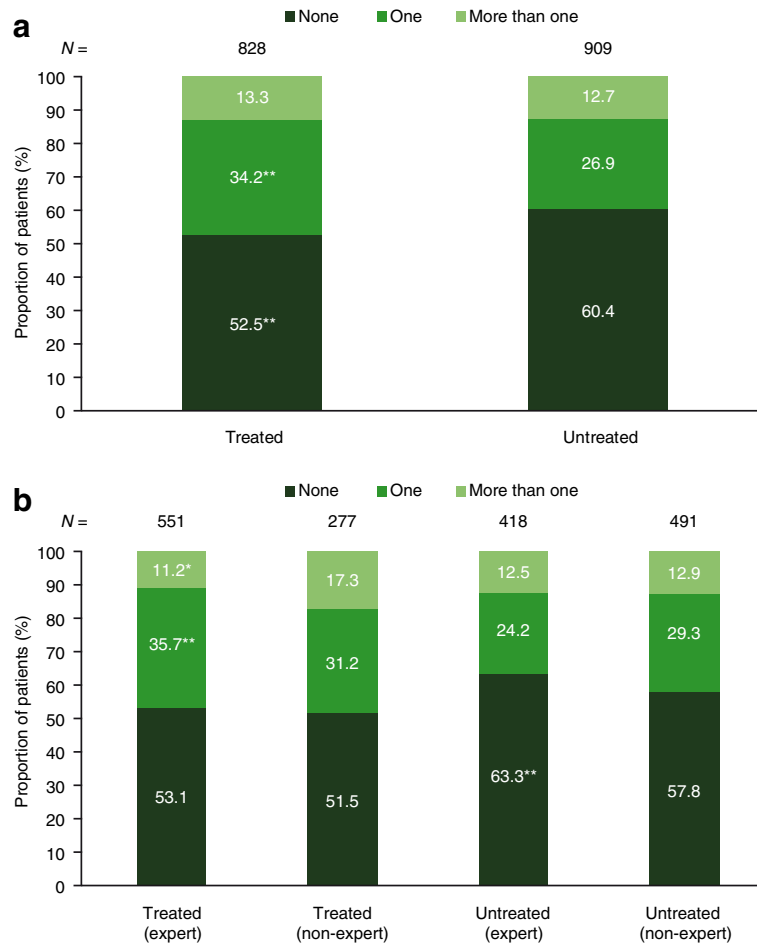 a
None One More than one
N = 828 909
100
90
80
70
60
50
40
30
20
10
0
Proportion of patients (%)
13.3 12.7
34.2** 26.9
52.5** 60.4
Treated Untreated
b
None One More than one
N = 551 277 418 491
100
90
80
70
60
50
40
30
20
10
0
Proportion of patients (%)
11.2* 17.3 12.5 12.9
35.7** 31.2 24.2 29.3
53.1 51.5 63.3** 57.8
Treated Treated Untreated Untreated
(expert) (non-expert) (expert) (non-expert)